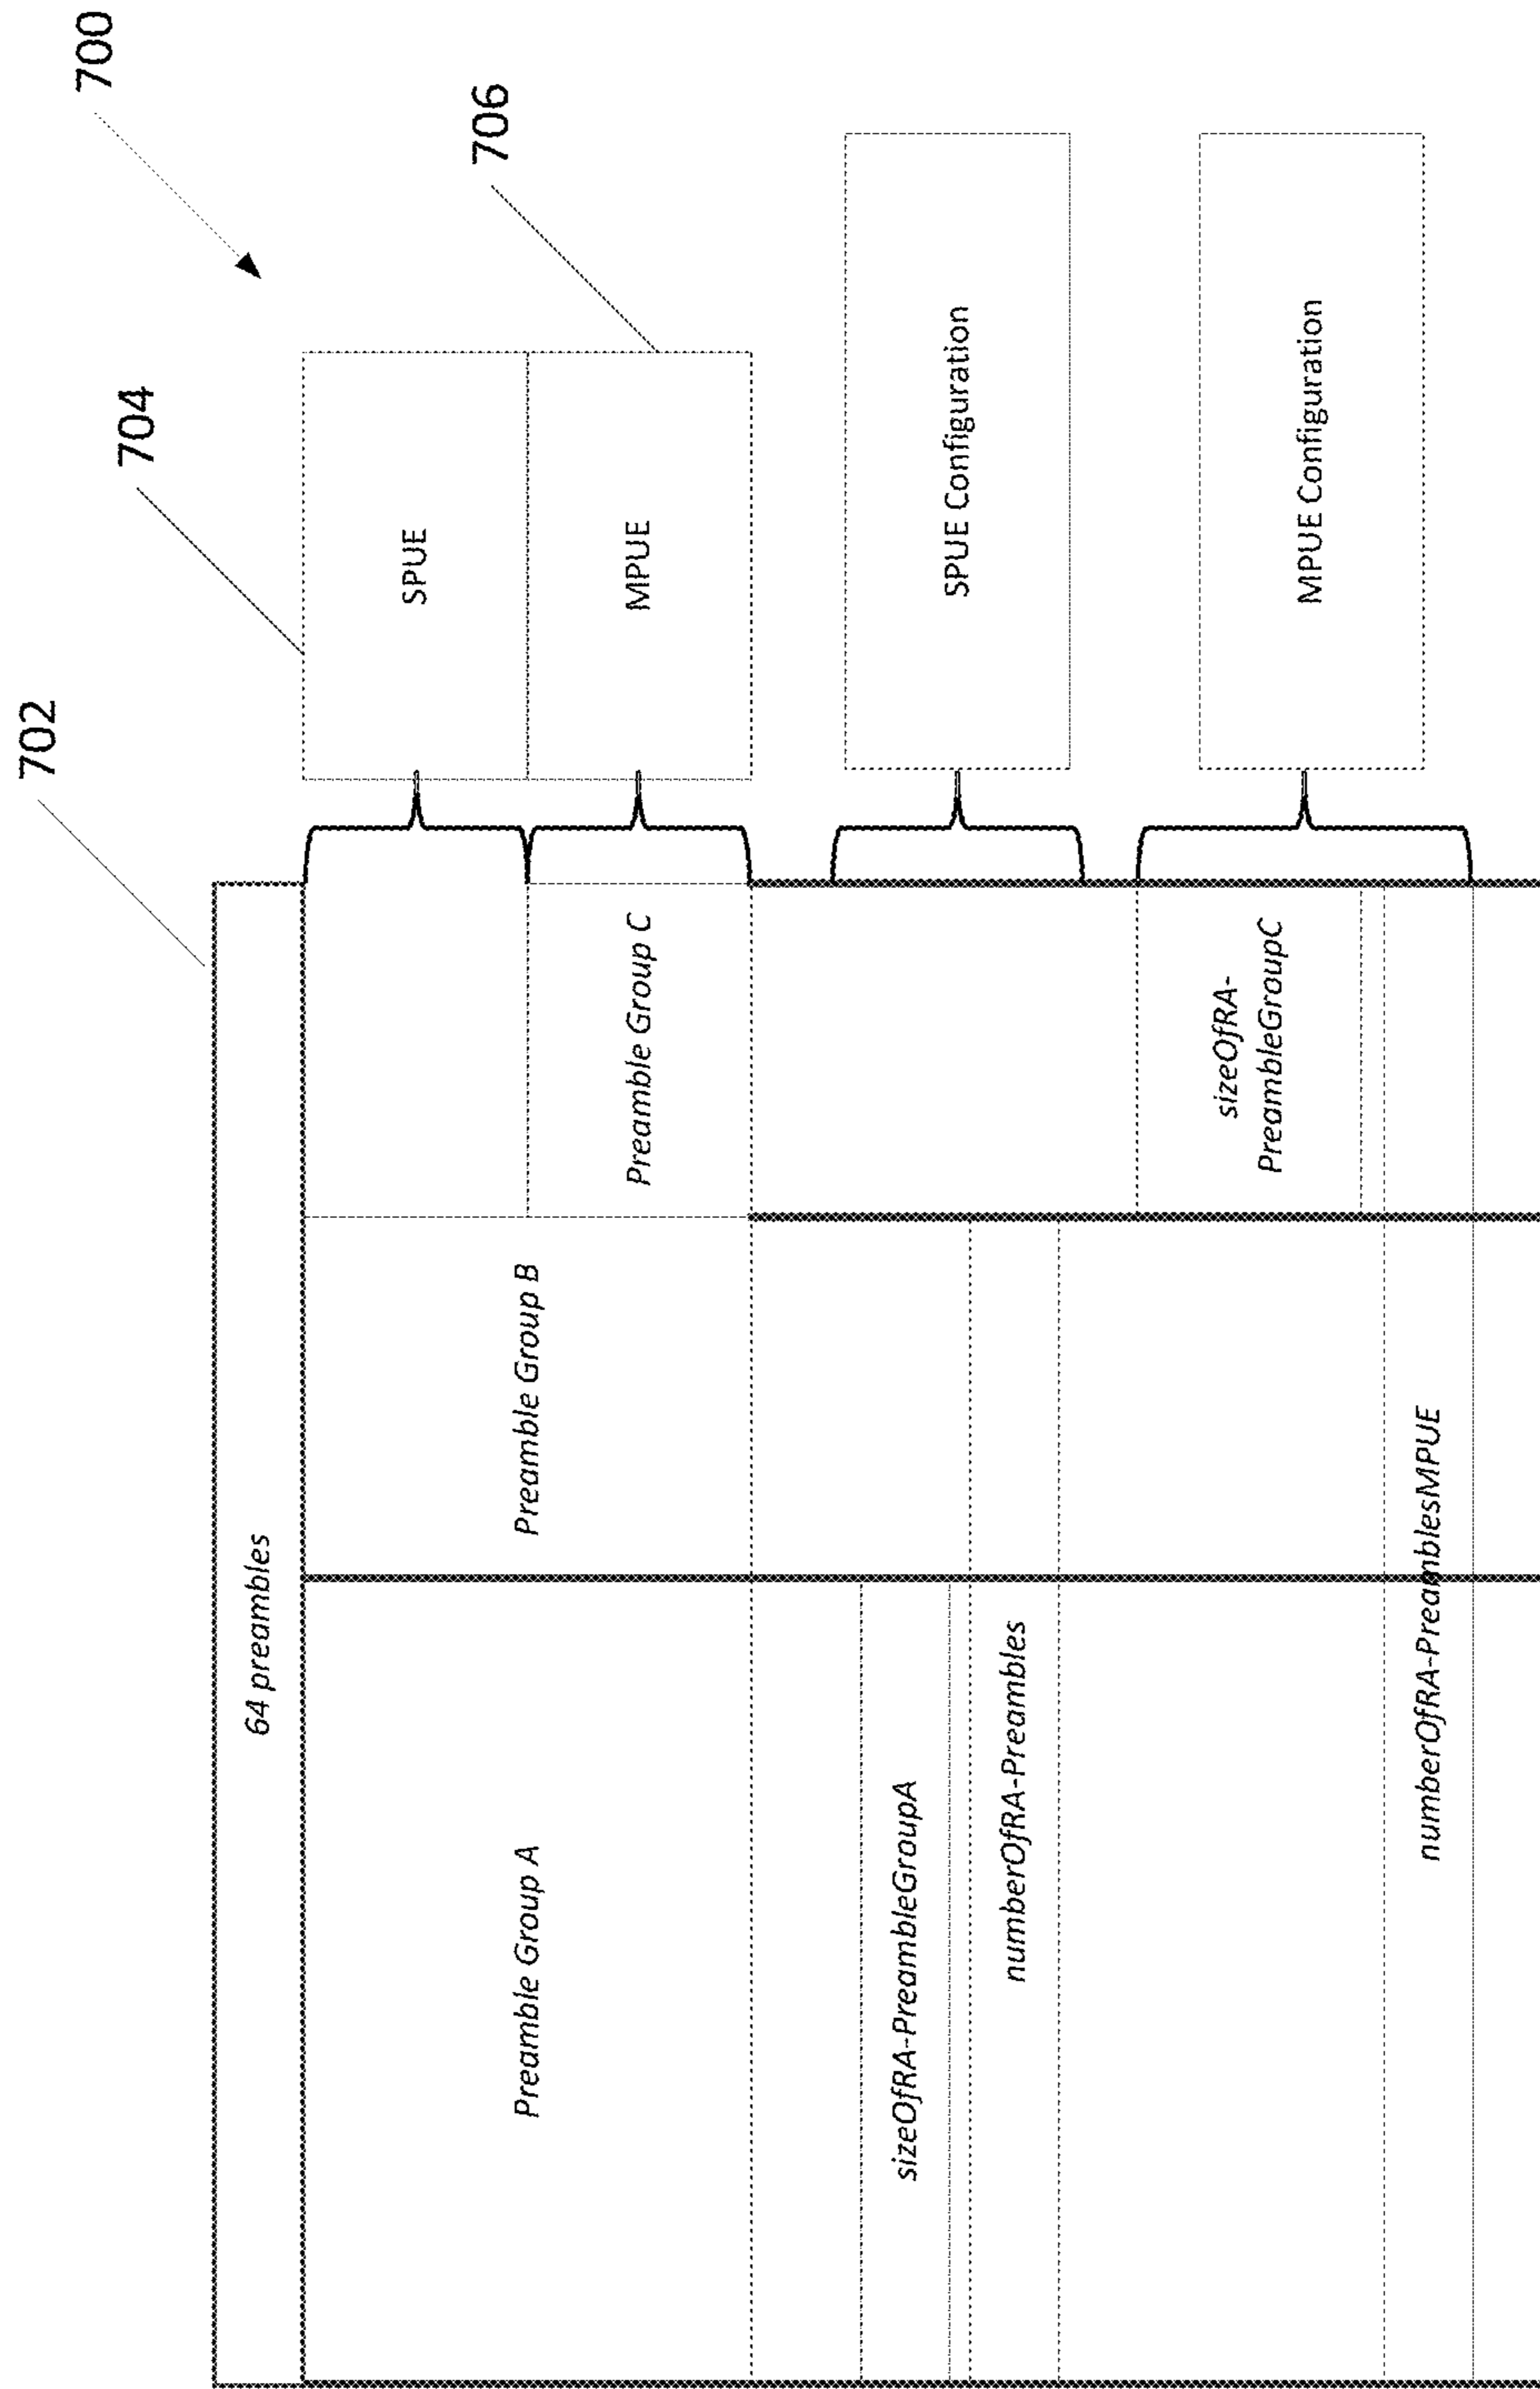 700
702
704
706
64 preambles
Preamble Group A
Preamble Group B
Preamble Group C
SPUE
MPUE
sizeOfRA-PreambleGroupA
numberOfRA-Preambles
SPUE Configuration
sizeOfRA-
PreambleGroupC
numberOfRA-PreamblesMPUE
MPUE Configuration